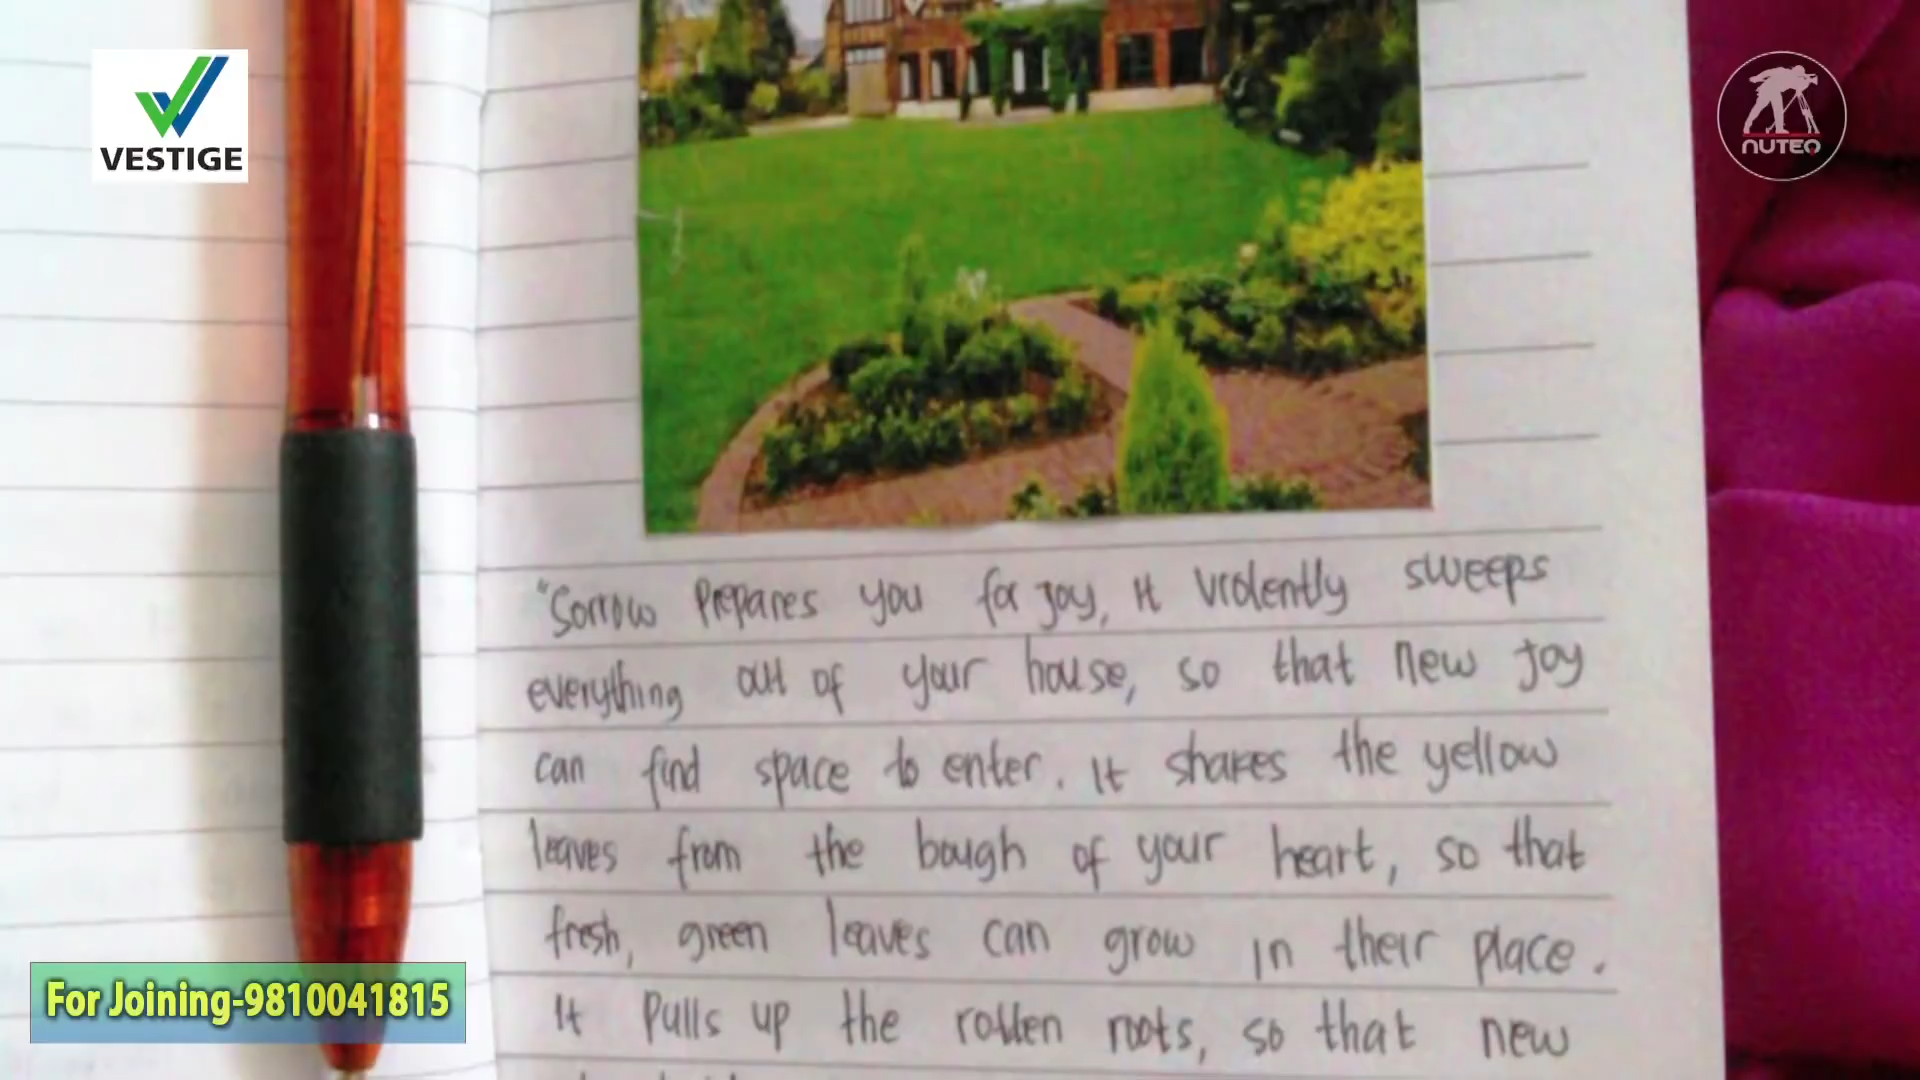 VESTIGE
NUTEQ
"Sorrow prepares you for joy, it violently sweeps
everything out of your house, so that new joy
can find space to enter. It shakes the yellow
leaves from the bough of your heart, so that
fresh, green leaves can grow in their place.
It pulls up the rotten roots, so that new
For Joining-9810041815